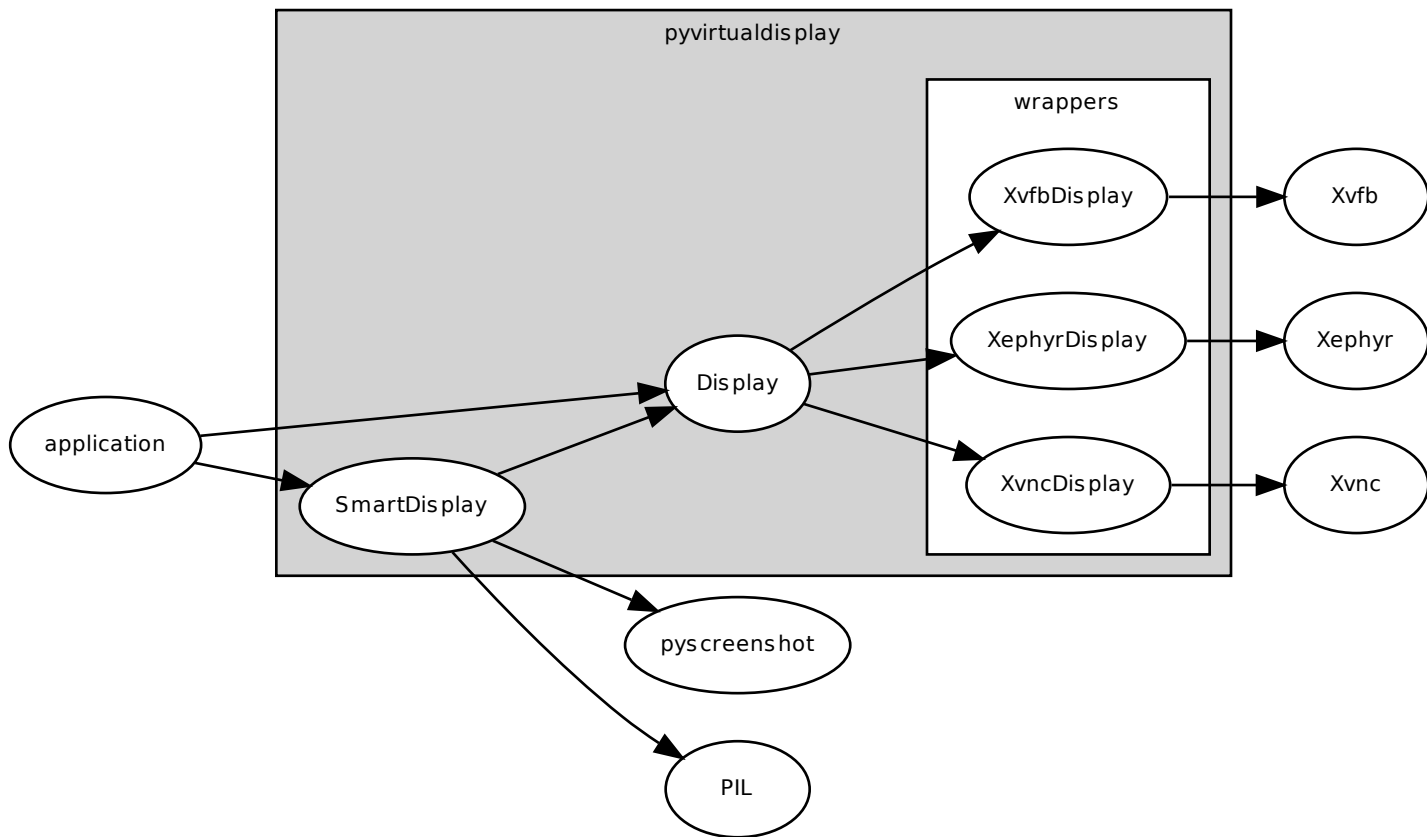 pyvirtualdisplay
wrappers
XvfbDisplay
Xvfb
XephyrDisplay
Xephyr
Display
application
XvncDisplay
Xvnc
SmartDisplay
pyscreenshot
PIL